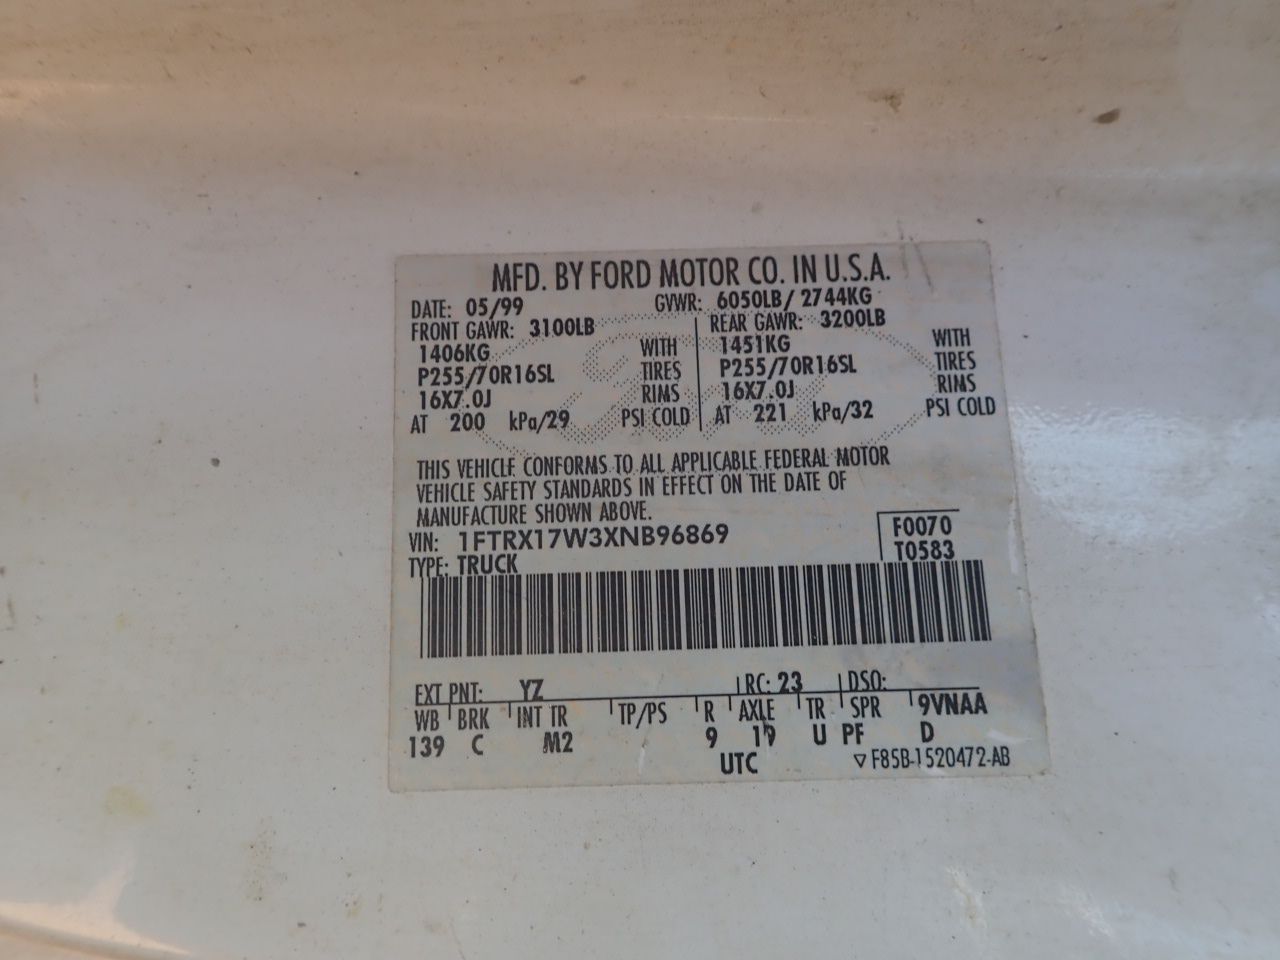 MFD. BY FORD MOTOR CO. IN U.S.A.
DATE: 05/99 GVWR: 6050LB/ 2744KG
FRONT GAWR: 3100LB REAR GAWR: 3200LB
1406KG WITH 1451KG WITH
P255/70R16SL TIRES P255/70R16SL TIRES
16X7.0J RIMS 16X7.0J RIMS
AT 200 kPa/29 PSI COLD AT 221 kPa/32 PSI COLD
THIS VEHICLE CONFORMS TO ALL APPLICABLE FEDERAL MOTOR
VEHICLE SAFETY STANDARDS IN EFFECT ON THE DATE OF
MANUFACTURE SHOWN ABOVE.
VIN: 1FTRX17W3XNB96869 F0070
TYPE: TRUCK T0583
EXT PNT: YZ RC: 23 DSO:
WB BRK INT TR TP/PS R AXLE TR SPR 9VNAA
139 C M2 9 19 U PF D
UTC ▽ F85B-1520472-AB